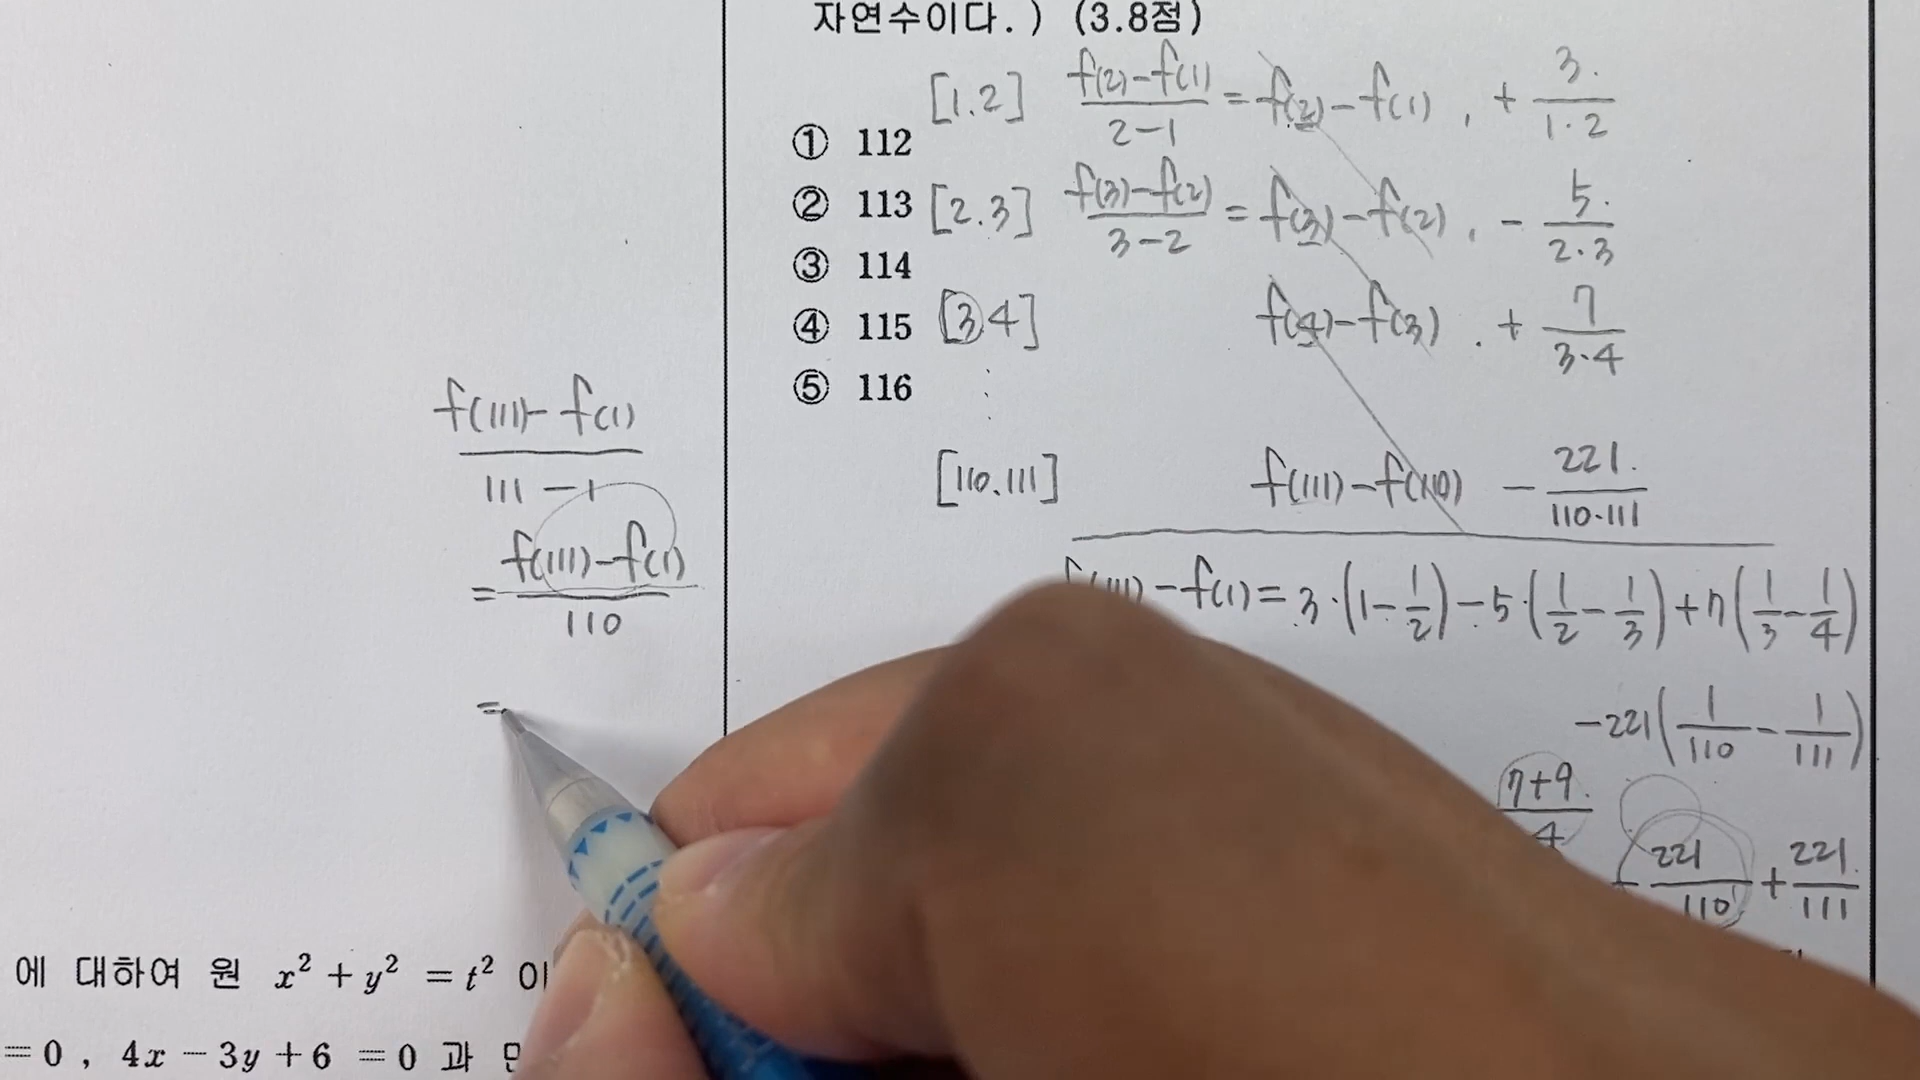 자연수이다. ) (3.8점)
[1.2] f(2)-f(1) / 2-1 = f(2)-f(1) , + 3. / 1·2
① 112
② 113 [2.3] f(3)-f(2) / 3-2 = f(3)-f(2) , - 5. / 2·3
③ 114
④ 115 [3 4] f(4)-f(3) . + 7 / 3·4
⑤ 116
⋮
[110.111] f(111)-f(110) - 221. / 110·111
-f(1) = 3·(1-1/2)-5·(1/2-1/3)+7(1/3-1/4)
-221(1/110-1/111)
7+9. / 4
221/110 + 221./111
f(111)-f(1) / 111-1
= f(111)-f(1) / 110
=
에 대하여 원 x² + y² = t² 이
=0 , 4x - 3y + 6 = 0 과